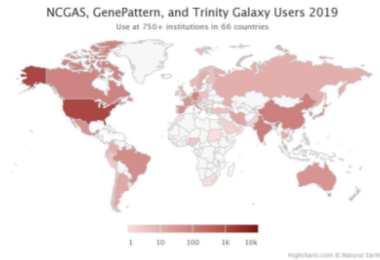 NCGAS, GenePattern, and Trinity Galaxy Users 2019
Use at 750+ institutions in 66 countries
1 10 100 1k 10k
Highcharts.com © Natural Earth